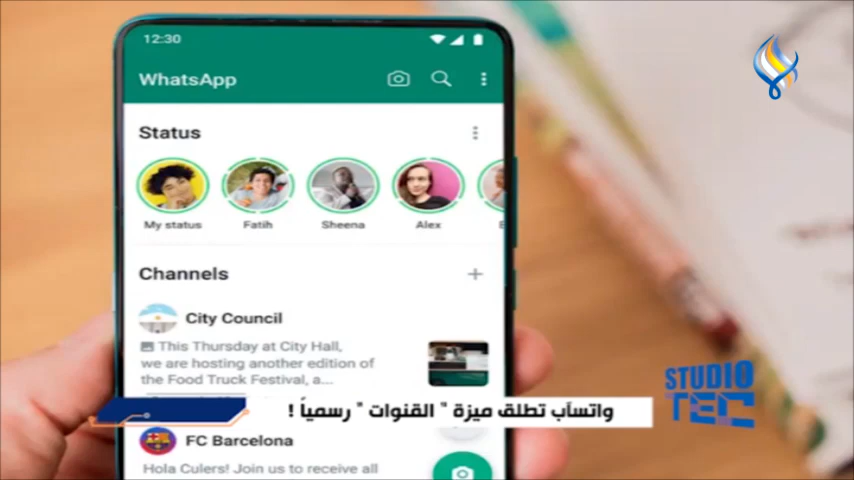 12:30
WhatsApp
Status
My status
Fatih
Sheena
Alex
Channels
City Council
This Thursday at City Hall,
we are hosting another edition of
the Food Truck Festival, a...
واتسآب تطلق ميزة " القنوات " رسمياً !
STUDIO
TEC
FC Barcelona
Hola Culers! Join us to receive all